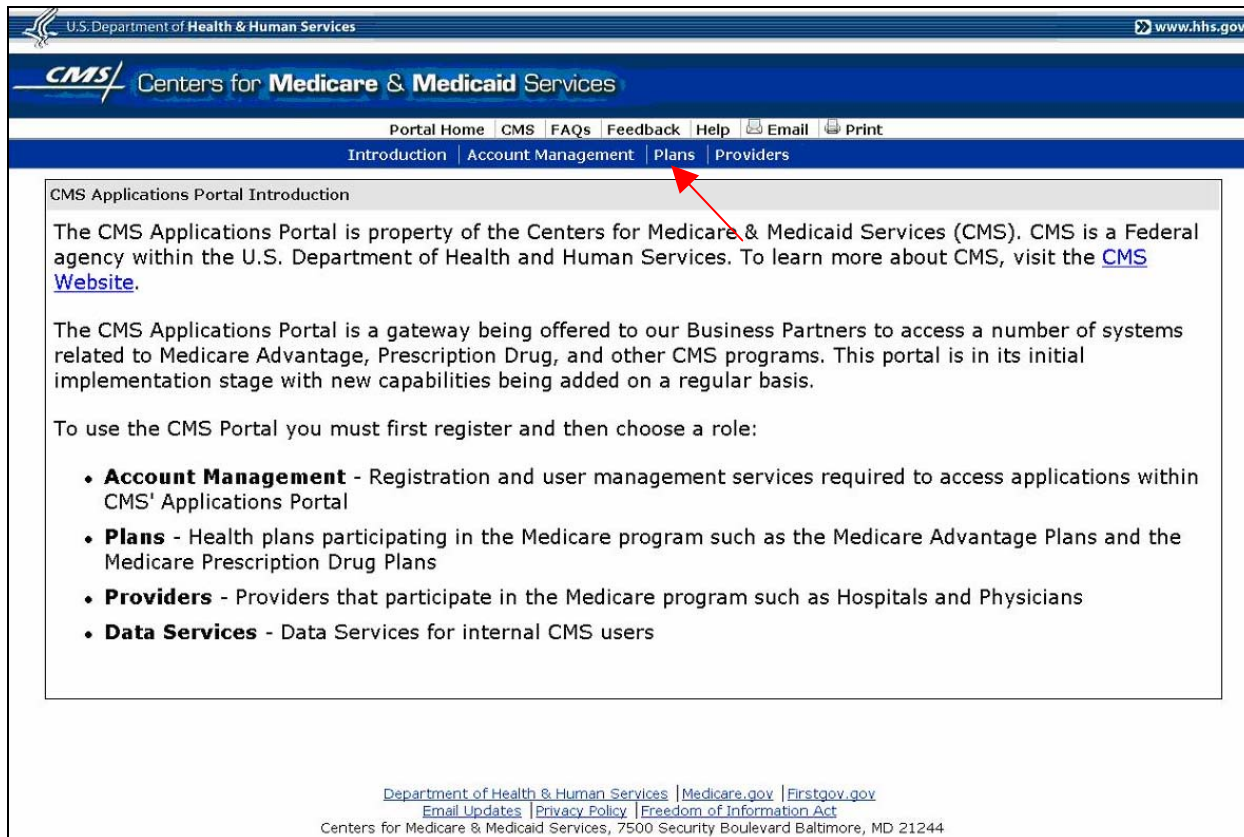 U.S. Department of Health & Human Services www.hhs.gov
CMS Centers for Medicare & Medicaid Services
Portal Home CMS FAQs Feedback Help Email Print
Introduction Account Management Plans Providers
CMS Applications Portal Introduction
The CMS Applications Portal is property of the Centers for Medicare & Medicaid Services (CMS). CMS is a Federal
agency within the U.S. Department of Health and Human Services. To learn more about CMS, visit the CMS
Website.
The CMS Applications Portal is a gateway being offered to our Business Partners to access a number of systems
related to Medicare Advantage, Prescription Drug, and other CMS programs. This portal is in its initial
implementation stage with new capabilities being added on a regular basis.
To use the CMS Portal you must first register and then choose a role:
• Account Management - Registration and user management services required to access applications within
CMS' Applications Portal
• Plans - Health plans participating in the Medicare program such as the Medicare Advantage Plans and the
Medicare Prescription Drug Plans
• Providers - Providers that participate in the Medicare program such as Hospitals and Physicians
• Data Services - Data Services for internal CMS users
Department of Health & Human Services | Medicare.gov | Firstgov.gov
Email Updates | Privacy Policy | Freedom of Information Act
Centers for Medicare & Medicaid Services, 7500 Security Boulevard Baltimore, MD 21244